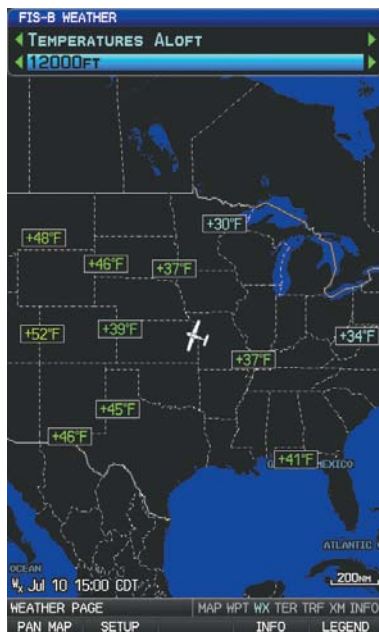 FIS-B WEATHER
TEMPERATURES ALOFT
12000FT
+30°F
+48°F
+46°F
+37°F
+52°F
+39°F
+34°F
+37°F
+45°F
+46°F
+41°F
MEXICO
ATLANTIC
OCEAN
Wx Jul 10 15:00 CDT
200NM
WEATHER PAGE
MAP WPT WX TER TRF XM INFO
PAN MAP SETUP INFO LEGEND